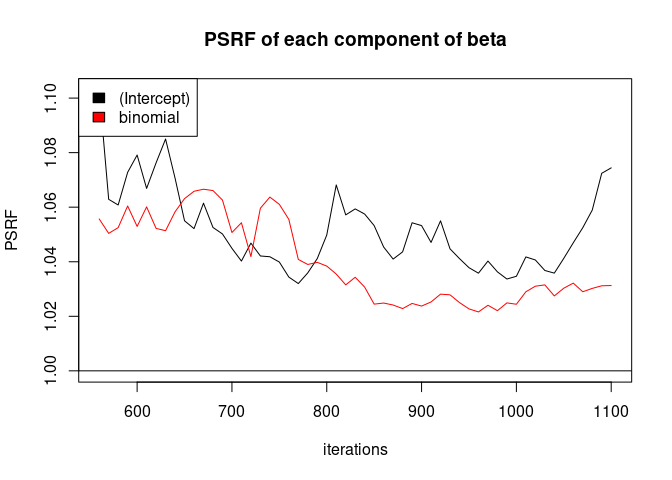 PSRF of each component of beta
(Intercept)
binomial
PSRF
1.10
1.08
1.06
1.04
1.02
1.00
600 700 800 900 1000 1100
iterations